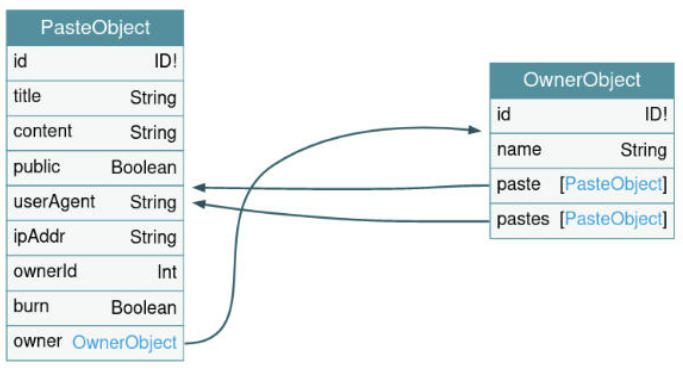 PasteObject
id ID!
title String
content String
public Boolean
userAgent String
ipAddr String
ownerId Int
burn Boolean
owner OwnerObject
OwnerObject
id ID!
name String
paste [PasteObject]
pastes [PasteObject]